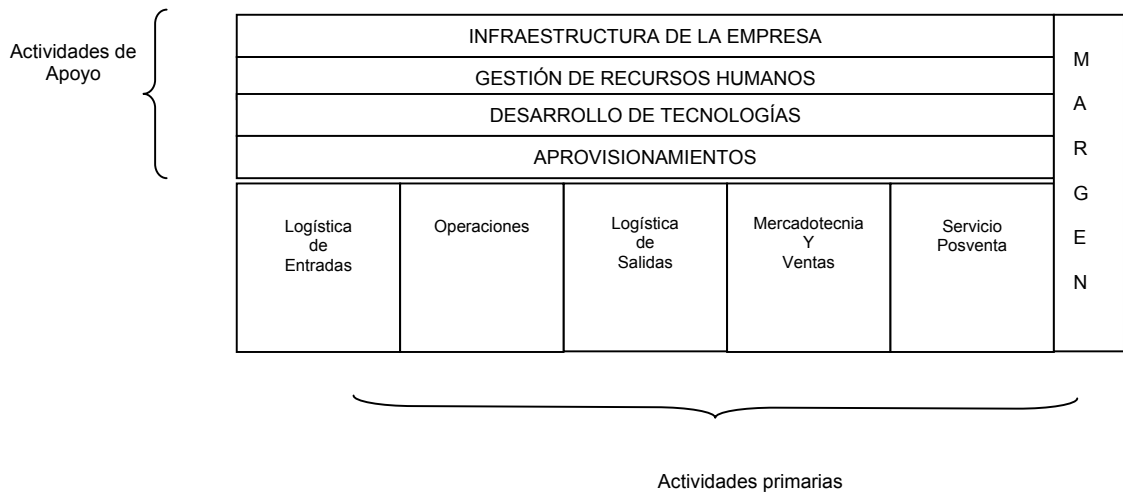 Actividades de
Apoyo
INFRAESTRUCTURA DE LA EMPRESA
GESTIÓN DE RECURSOS HUMANOS
DESARROLLO DE TECNOLOGÍAS
APROVISIONAMIENTOS
Logística
de
Entradas
Operaciones
Logística
de
Salidas
Mercadotecnia
Y
Ventas
Servicio
Posventa
M
A
R
G
E
N
Actividades primarias